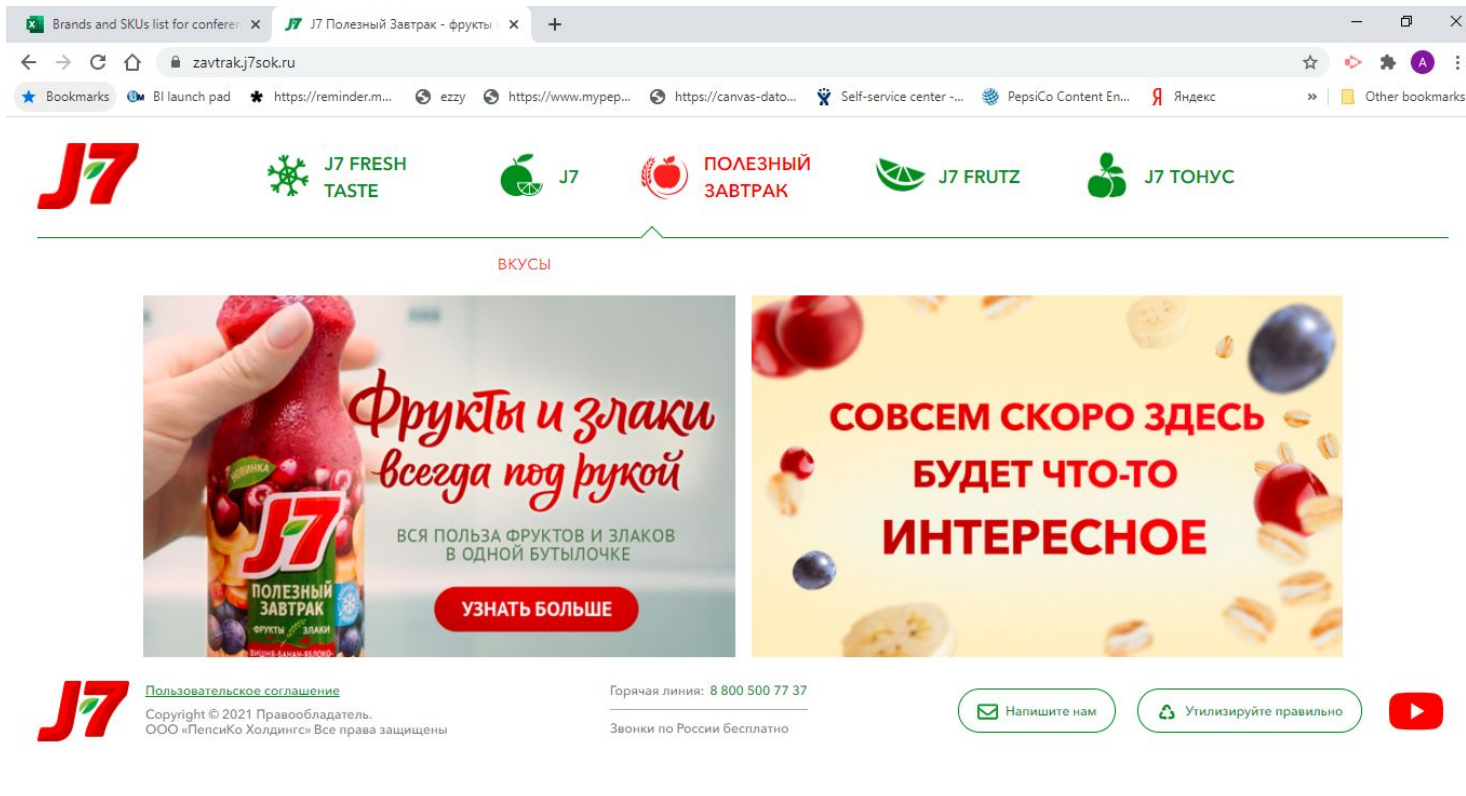 Brands and SKUs list for conferen
J7 Полезный Завтрак - фрукты
zavtrak.j7sok.ru
A
Bookmarks BI launch pad https://reminder.m... ezzy https://www.mypep... https://canvas-dato... Self-service center -... PepsiCo Content En... Яндекс » Other bookmarks
J7
J7 FRESH
TASTE
J7
ПОЛЕЗНЫЙ
ЗАВТРАК
J7 FRUTZ
J7 ТОНУС
ВКУСЫ
Фрукты и злаки
всегда под рукой
ВСЯ ПОЛЬЗА ФРУКТОВ И ЗЛАКОВ
В ОДНОЙ БУТЫЛОЧКЕ
УЗНАТЬ БОЛЬШЕ
НОВИНКА
J7
ПОЛЕЗНЫЙ
ЗАВТРАК
ФРУКТЫ ЗЛАКИ
ВИШНЯ-БАНАН-ЯБЛОКО-
СОВСЕМ СКОРО ЗДЕСЬ
БУДЕТ ЧТО-ТО
ИНТЕРЕСНОЕ
J7
Пользовательское соглашение
Copyright © 2021 Правообладатель.
ООО «ПепсиКо Холдингс» Все права защищены
Горячая линия: 8 800 500 77 37
Звонки по России бесплатно
Напишите нам
Утилизируйте правильно